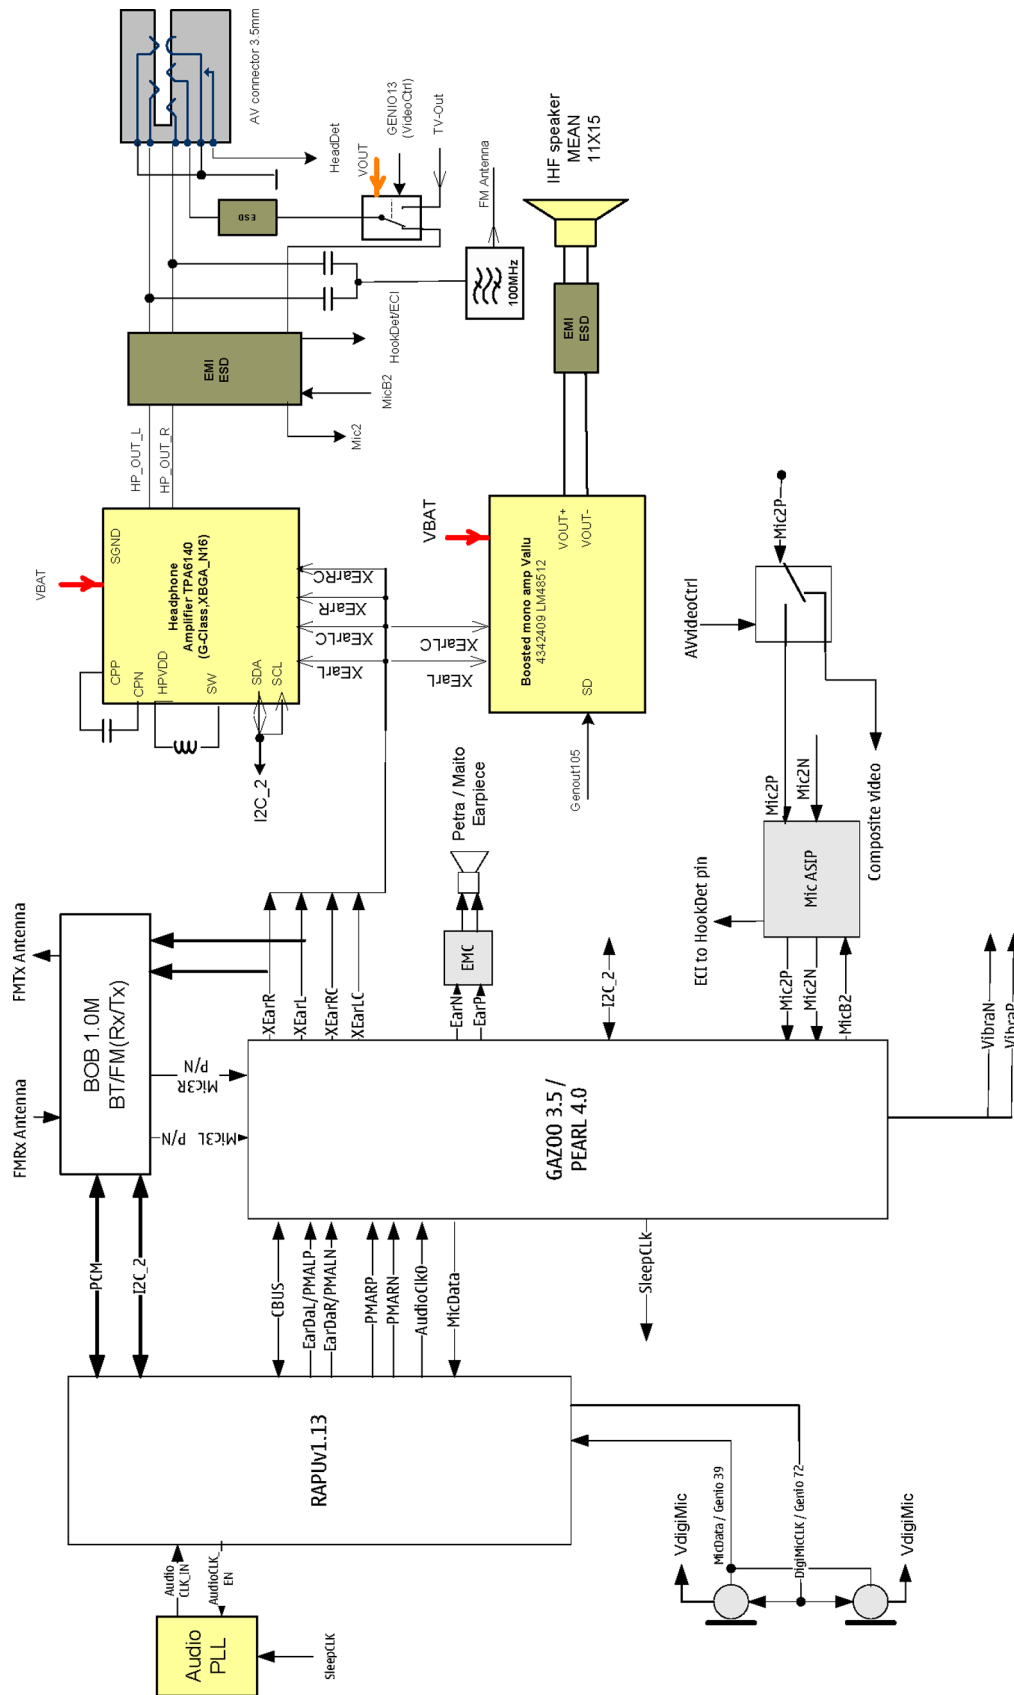 AV connector 3.5mm
HeadDet
VOUT
GENIO13
(VideoCtrl)
TV-Out
ESD
FM Antenna
100MHz
IHF speaker
MEAN
11X15
EMI
ESD
EMI
ESD
HookDet/ECI
MicB2
Mic2
HP_OUT_L
HP_OUT_R
VBAT
SGND
Headphone
Amplifier TPA6140
(G-Class,XBGA_N16)
CPP
CPN
HPVDD
SW
SDA
SCL
I2C_2
XEarRC
XEarR
XEarLC
XEarL
XEarLC
XEarL
VBAT
VOUT+
VOUT-
Boosted mono amp Vallu
4342409 LM48512
SD
Genout105
Mic2P
AVvideoCtrl
Mic2P
Mic2N
Composite video
Mic ASIP
ECI to HookDet pin
Mic2P
Mic2N
MicB2
Petra / Maito
Earpiece
EMC
EarN
EarP
I2C_2
VibraN
VibraP
FMTx Antenna
FMRx Antenna
BOB 1.0M
BT/FM(Rx/Tx)
XEarR
XEarL
XEarRC
XEarLC
Mic3R
P/N
Mic3L P/N
GAZOO 3.5 /
PEARL 4.0
PCM
I2C_2
CBUS
EarDaL/PMALP
EarDaR/PMALN
PMARP
PMARN
AudioClk0
MicData
SleepCLk
RAPUv1.13
Audio
CLK_IN
AudioCLK_
EN
Audio
PLL
SleepCLK
MicData / Genio 39
DigiMicCLK / Genio 72
VdigiMic
VdigiMic